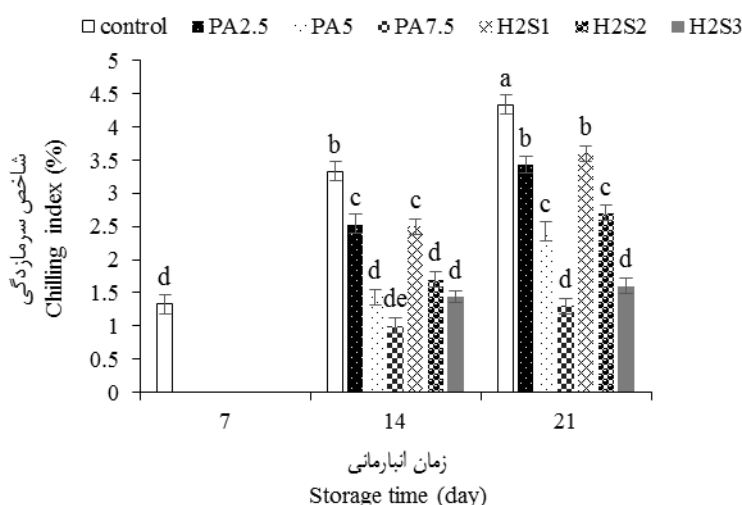 control PA2.5 PA5 PA7.5 H2S1 H2S2 H2S3
شاخص سرمازدگی
Chilling index (%)
5
4.5
4
3.5
3
2.5
2
1.5
1
0.5
0
d
b c d de c d d
a b c d b c d
7 14 21
زمان انبارمانی
Storage time (day)